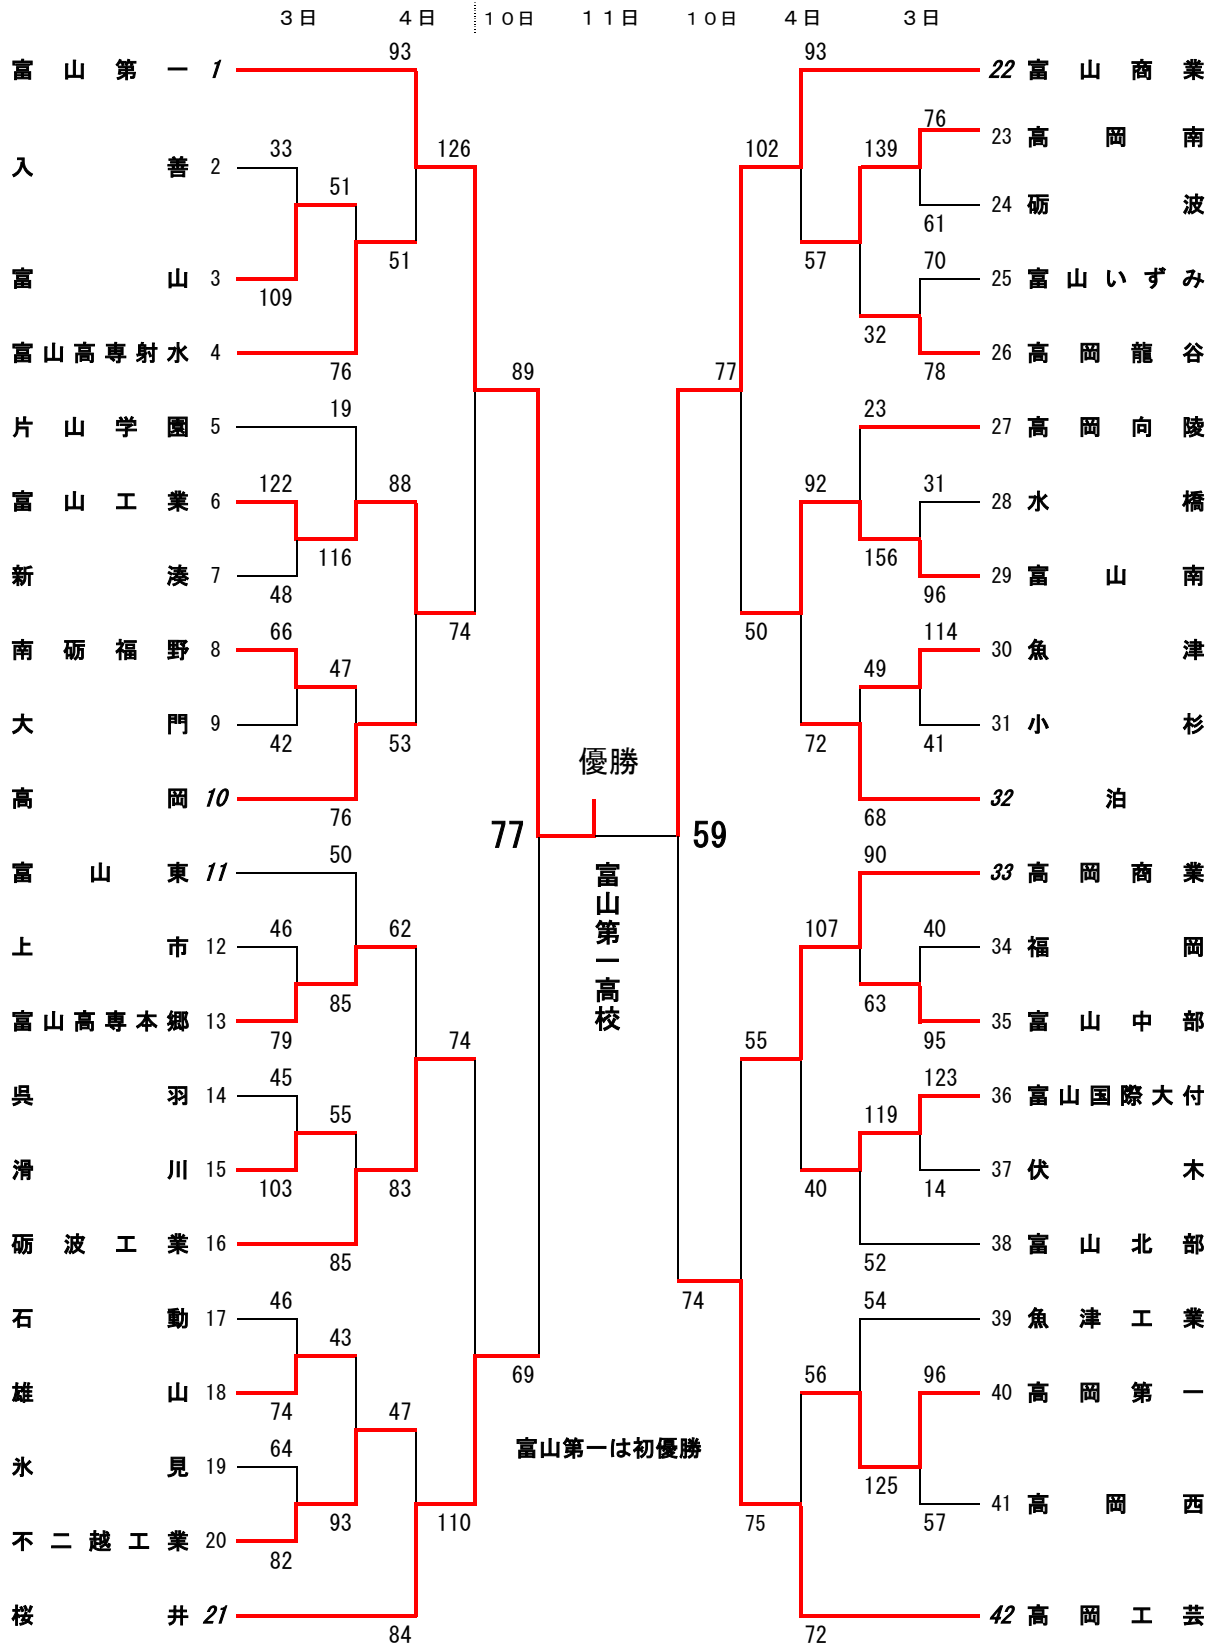 ３日 ４日 １０日 １１日 １０日 ４日 ３日
93 93
富山第一 1 22 富山商業
76
23 高岡南
33 126 102 139
入善 2
51
24 砺波
61
51 57 70
富山 3 25 富山いずみ
109
32
富山高専射水 4 26 高岡龍谷
76 89 77 78
19 23
片山学園 5 27 高岡向陵
122 88 92 31
富山工業 6 28 水橋
116 156
新湊 7 29 富山南
48 96
66 74 50 114
南砺福野 8 30 魚津
47 49
大門 9 31 小杉
42 53 72 41
優勝
高岡 10 32 泊
76 68
77 59
50 90
富山東 11 33 高岡商業
富山第一高校
46 62 107 40
上市 12 34 福岡
85 63
富山高専本郷 13 35 富山中部
79 74 55 95
45 123
呉羽 14 36 富山国際大付
55 119
滑川 15 37 伏木
103 83 40 14
砺波工業 16 38 富山北部
85 52
46 74 54
石動 17 39 魚津工業
43
69 56 96
雄山 18 40 高岡第一
74 47
64 富山第一は初優勝
氷見 19
125
41 高岡西
93 110 75 57
不二越工業 20
82
桜井 21 42 高岡工芸
84 72